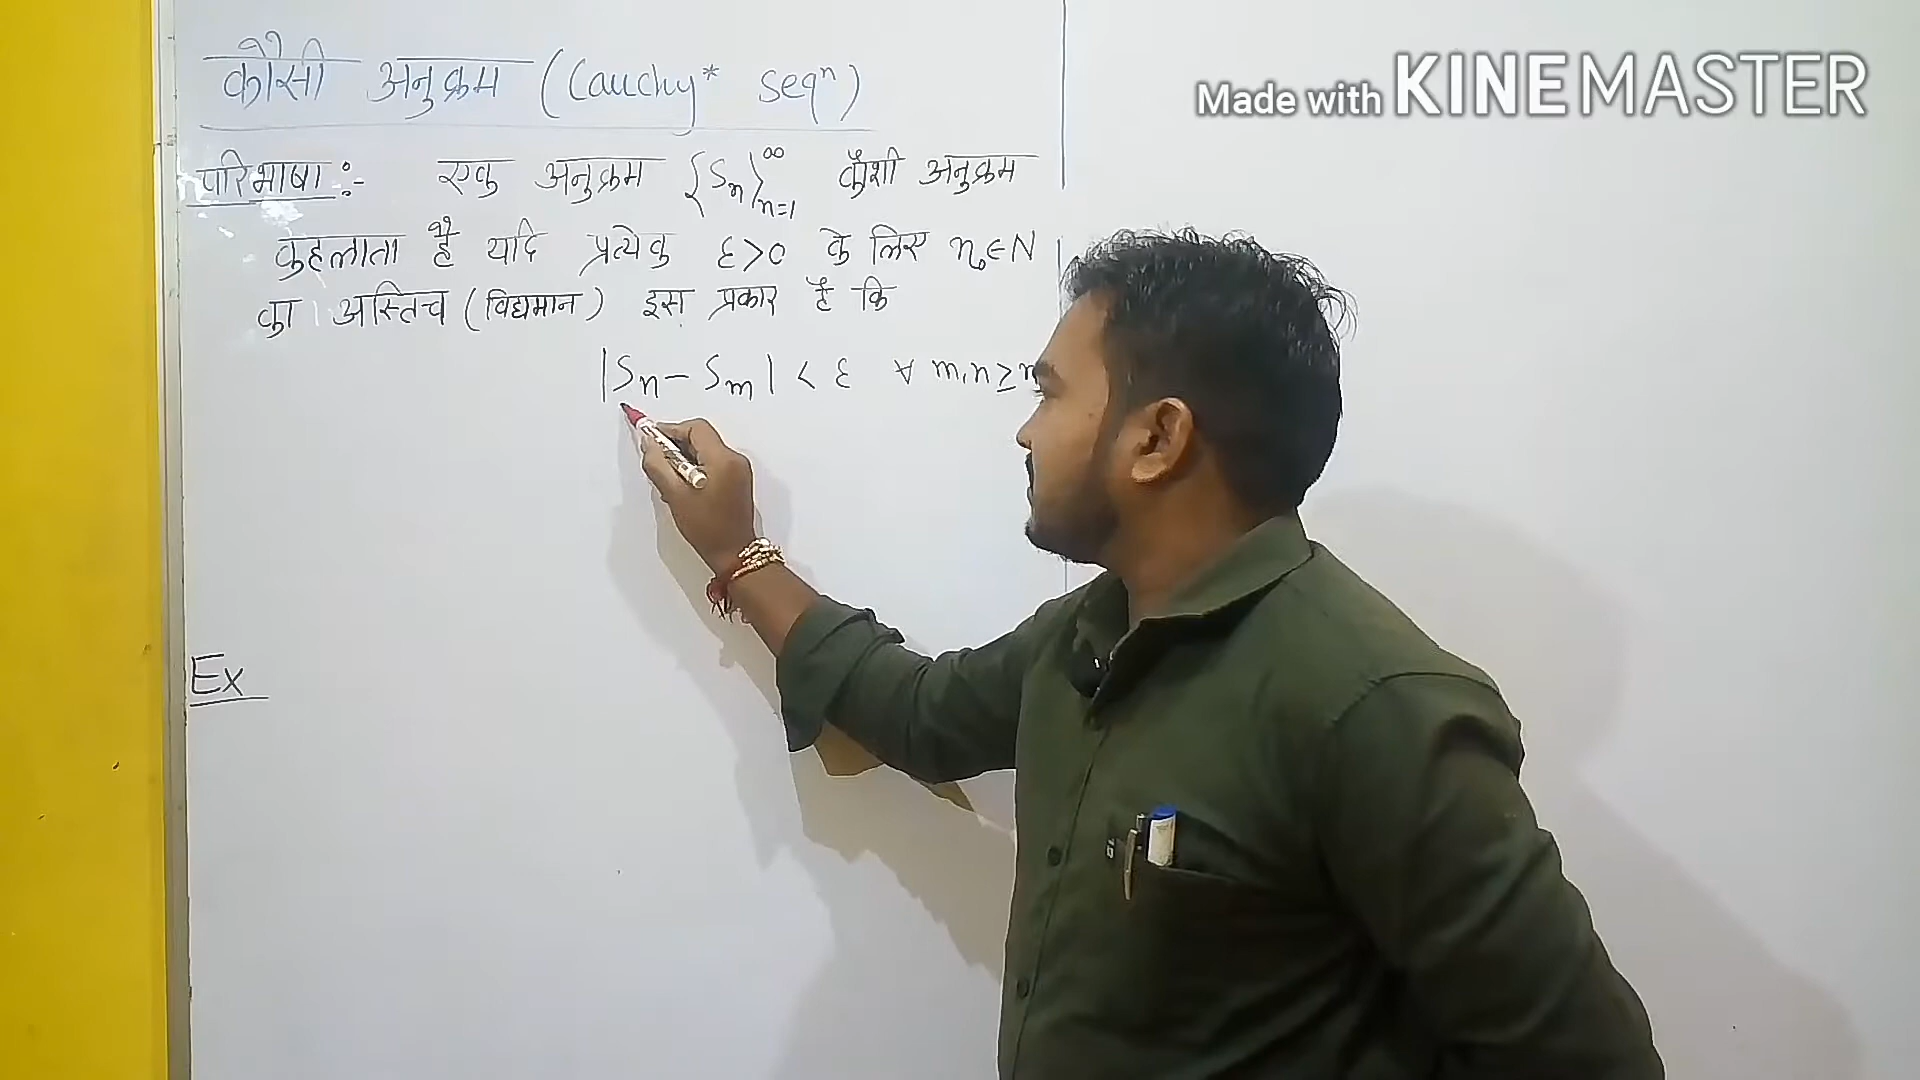 कौसी अनुक्रम (Cauchy* seqⁿ)
Made with KINEMASTER
परिभाषा :- एक अनुक्रम {Sₙ}ₙ₌₁^∞ कौशी अनुक्रम
कहलाता है यदि प्रत्येक ε>0 के लिए n₀∈N
का अस्तित्व (विद्यमान) इस प्रकार है कि
|Sₙ - Sₘ| < ε ∀ m,n ≥ n
Ex